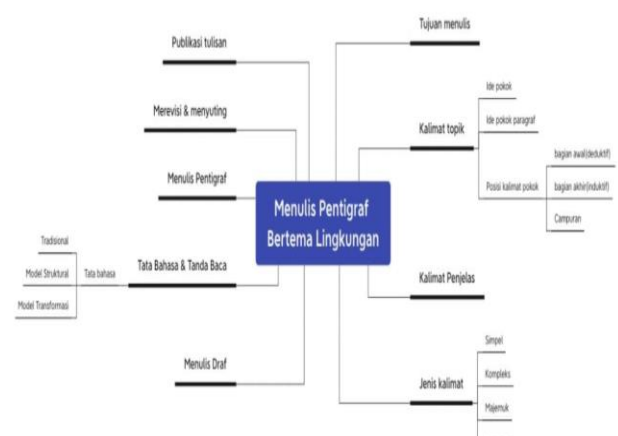 Menulis Pentigraf
Bertema Lingkungan
Tujuan menulis
Kalimat topik
Ide pokok
Ide pokok paragraf
Posisi kalimat pokok
bagian awal(deduktif)
bagian akhir(induktif)
Campuran
Kalimat Penjelas
Jenis kalimat
Simpel
Kompleks
Majemuk
Publikasi tulisan
Merevisi & menyuting
Menulis Pentigraf
Tata Bahasa & Tanda Baca
Tata bahasa
Tradisional
Model Struktural
Model Transformasi
Menulis Draf